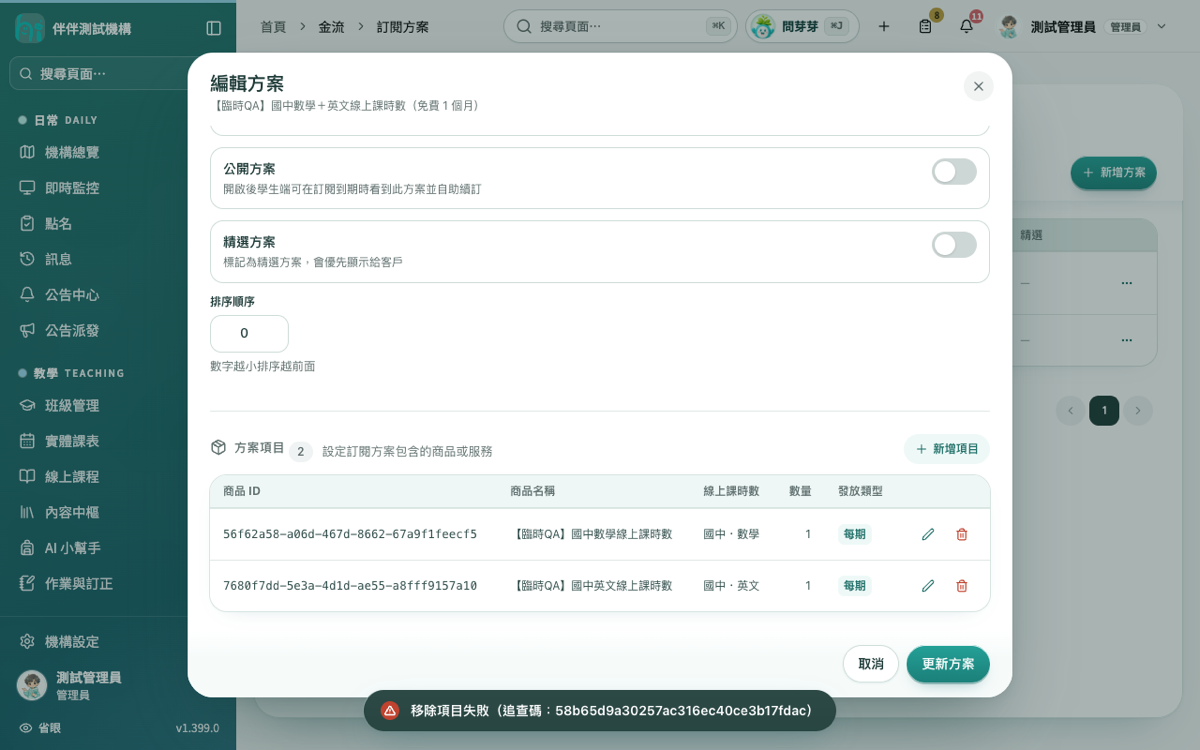 伴伴測試機構
首頁
金流
訂閱方案
搜尋頁面…
⌘K
問芽芽
⌘J
8
11
測試管理員
管理員
搜尋頁面…
日常 DAILY
機構總覽
即時監控
點名
訊息
公告中心
公告派發
教學 TEACHING
班級管理
實體課表
線上課程
內容中樞
AI 小幫手
作業與訂正
機構設定
測試管理員
管理員
省眼
v1.399.0
新增方案
精選
—
—
1
編輯方案
【臨時QA】國中數學＋英文線上課時數（免費 1 個月）
公開方案
開啟後學生端可在訂閱到期時看到此方案並自助續訂
精選方案
標記為精選方案，會優先顯示給客戶
排序順序
0
數字越小排序越前面
方案項目
2
設定訂閱方案包含的商品或服務
新增項目
商品 ID 商品名稱 線上課時數 數量 發放類型
56f62a58-a06d-467d-8662-67a9f1feecf5 【臨時QA】國中數學線上課時數 國中・數學 1 每期
7680f7dd-5e3a-4d1d-ae55-a8fff9157a10 【臨時QA】國中英文線上課時數 國中・英文 1 每期
取消
更新方案
移除項目失敗（追查碼：58b65d9a30257ac316ec40ce3b17fdac）